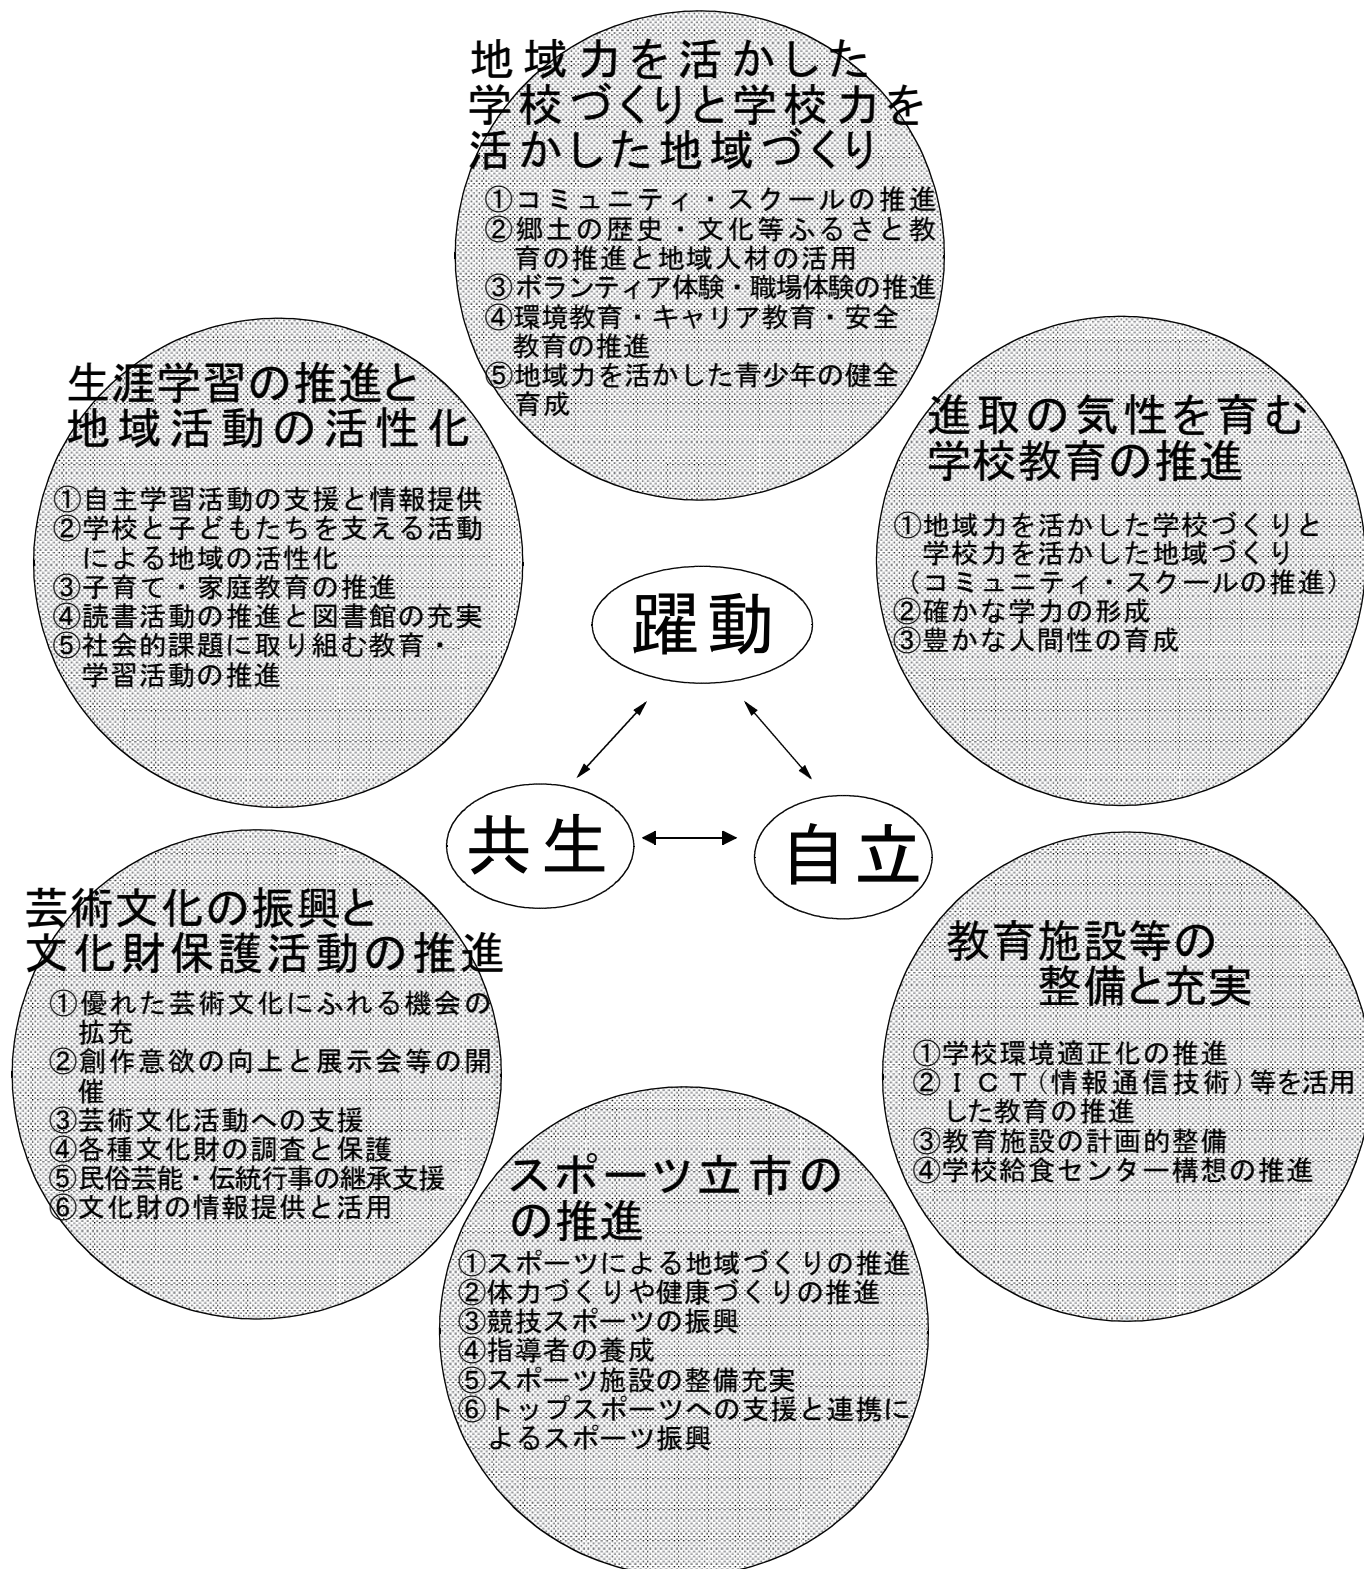 地域力を活かした
学校づくりと学校力を
活かした地域づくり
①コミュニティ・スクールの推進
②郷土の歴史・文化等ふるさと教
育の推進と地域人材の活用
③ボランティア体験・職場体験の推進
④環境教育・キャリア教育・安全
教育の推進
⑤地域力を活かした青少年の健全
育成
生涯学習の推進と
地域活動の活性化
①自主学習活動の支援と情報提供
②学校と子どもたちを支える活動
による地域の活性化
③子育て・家庭教育の推進
④読書活動の推進と図書館の充実
⑤社会的課題に取り組む教育・
学習活動の推進
進取の気性を育む
学校教育の推進
①地域力を活かした学校づくりと
学校力を活かした地域づくり
（コミュニティ・スクールの推進）
②確かな学力の形成
③豊かな人間性の育成
躍動
共生
自立
芸術文化の振興と
文化財保護活動の推進
①優れた芸術文化にふれる機会の
拡充
②創作意欲の向上と展示会等の開
催
③芸術文化活動への支援
④各種文化財の調査と保護
⑤民俗芸能・伝統行事の継承支援
⑥文化財の情報提供と活用
教育施設等の
整備と充実
①学校環境適正化の推進
②ＩＣＴ(情報通信技術)等を活用
した教育の推進
③教育施設の計画的整備
④学校給食センター構想の推進
スポーツ立市の
の推進
①スポーツによる地域づくりの推進
②体力づくりや健康づくりの推進
③競技スポーツの振興
④指導者の養成
⑤スポーツ施設の整備充実
⑥トップスポーツへの支援と連携に
よるスポーツ振興